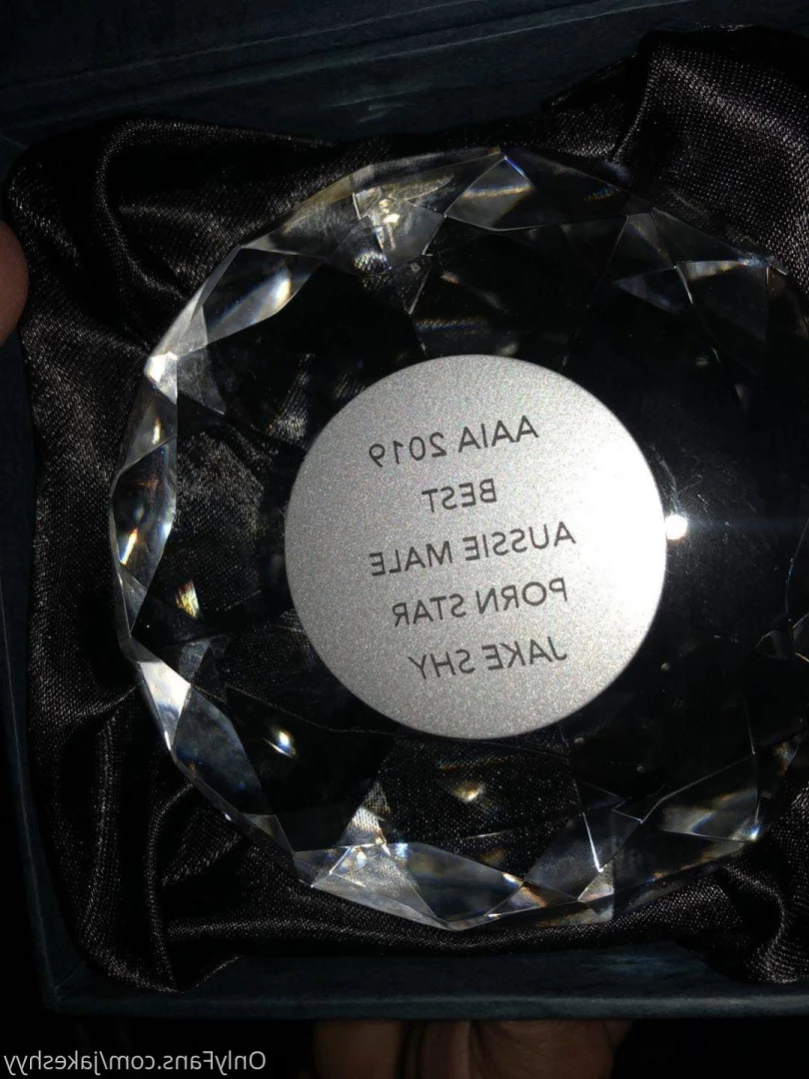 AAIA 2019
BEST
AUSSIE MALE
PORN STAR
JAKE SHY
OnlyFans.com/jakeshyy